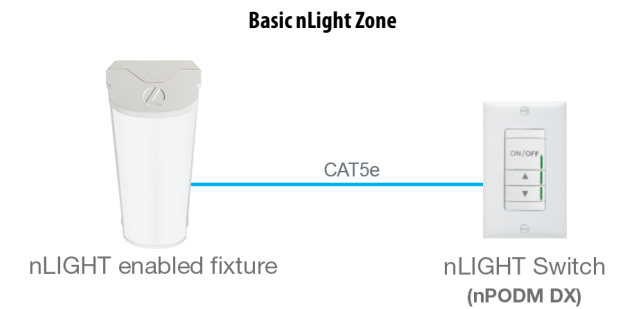 Basic nLight Zone
CAT5e
ON/OFF
nLIGHT enabled fixture
nLIGHT Switch
(nPODM DX)